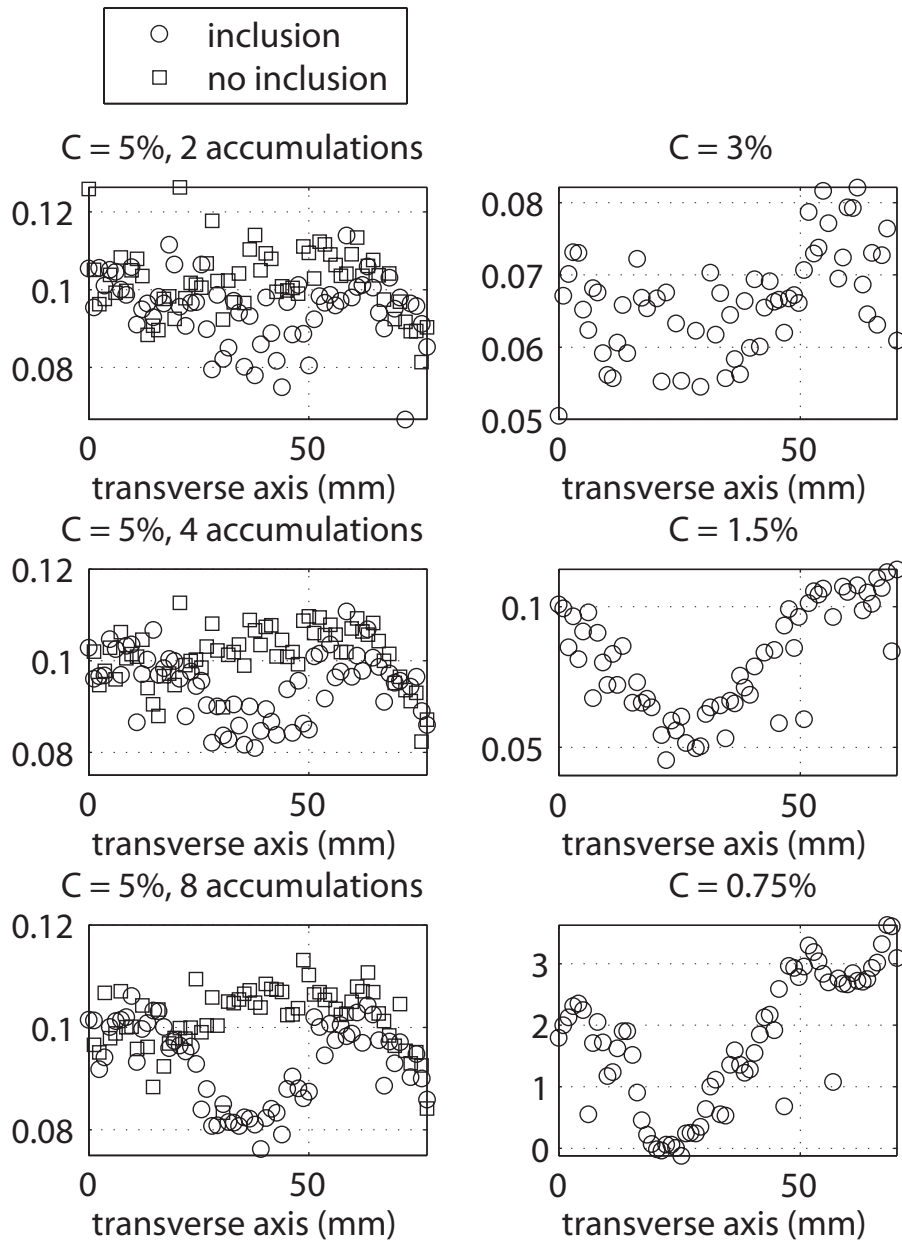 inclusion
no inclusion
C = 5%, 2 accumulations
0.12
0.1
0.08
0
50
transverse axis (mm)
C = 3%
0.08
0.07
0.06
0.05
0
50
transverse axis (mm)
C = 5%, 4 accumulations
0.12
0.1
0.08
0
50
transverse axis (mm)
C = 1.5%
0.1
0.05
0
50
transverse axis (mm)
C = 5%, 8 accumulations
0.12
0.1
0.08
0
50
transverse axis (mm)
C = 0.75%
3
2
1
0
0
50
transverse axis (mm)